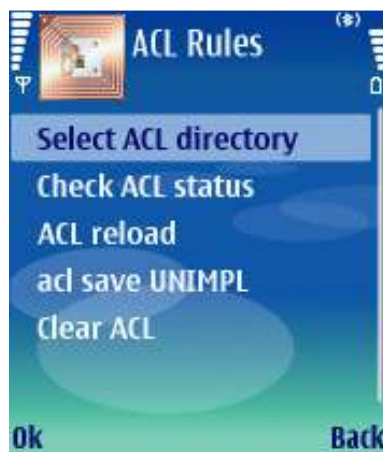 ACL Rules
Select ACL directory
Check ACL status
ACL reload
acl save UNIMPL
Clear ACL
Ok Back